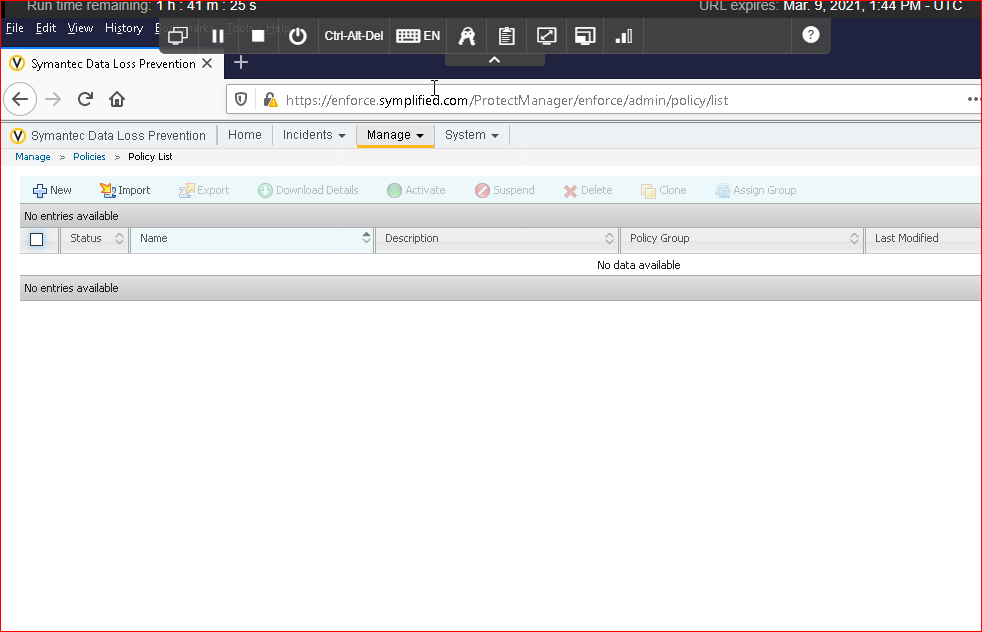 Run time remaining: 1 h : 41 m : 25 s
URL expires: Mar. 9, 2021, 1:44 PM - UTC
File Edit View History Tools Help
Ctrl-Alt-Del EN ?
Symantec Data Loss Prevention
https://enforce.symplified.com/ProtectManager/enforce/admin/policy/list
Symantec Data Loss Prevention Home Incidents Manage System
Manage > Policies > Policy List
New Import Export Download Details Activate Suspend Delete Clone Assign Group
No entries available
Status Name Description Policy Group Last Modified
No data available
No entries available